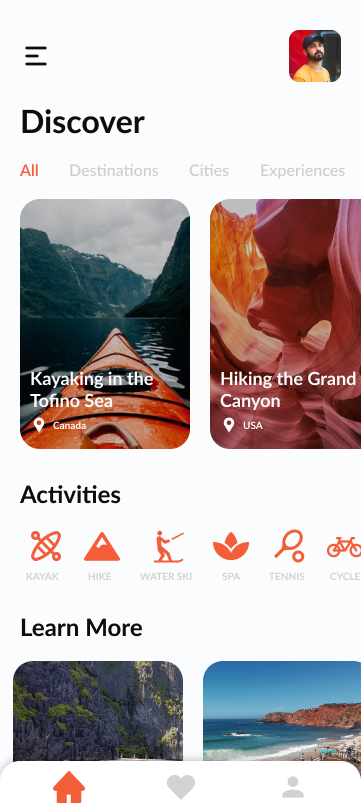 Discover
All Destinations Cities Experiences
Kayaking in the
Tofino Sea
Canada
Hiking the Grand
Canyon
USA
Activities
KAYAK HIKE WATER SKI SPA TENNIS CYCLE
Learn More